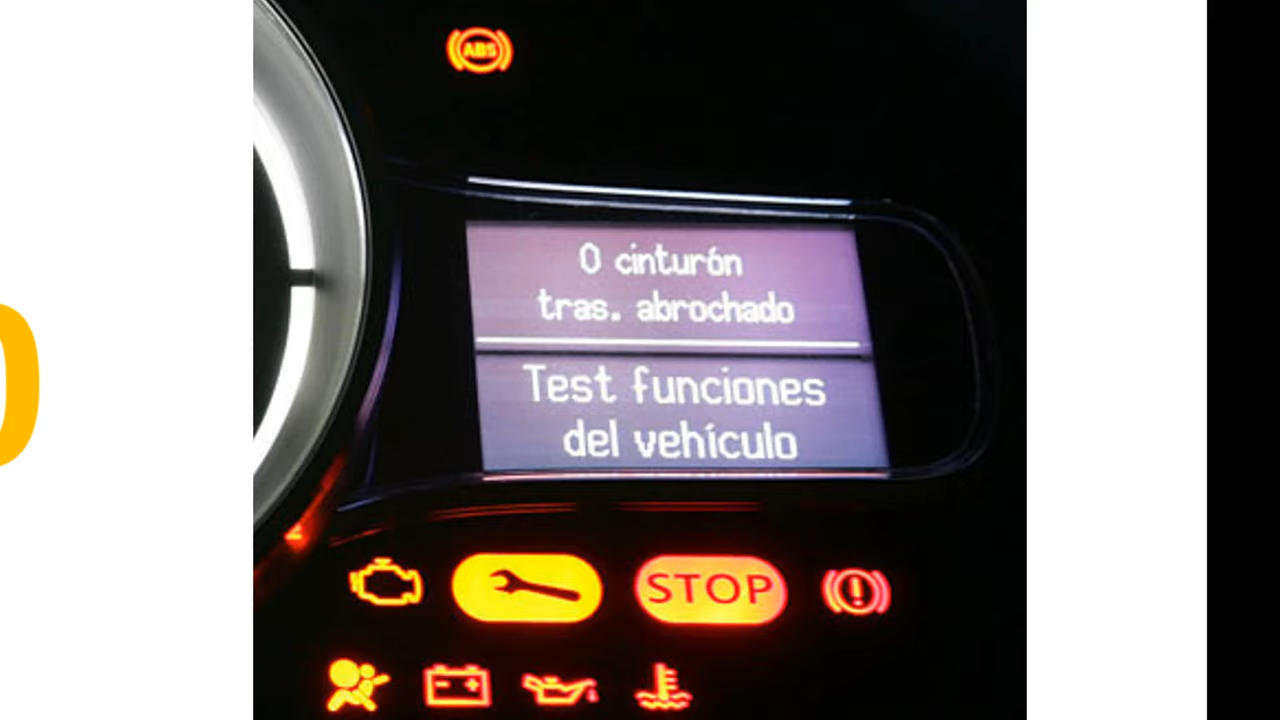 ABS
0 cinturón
tras. abrochado
Test funciones
del vehículo
STOP